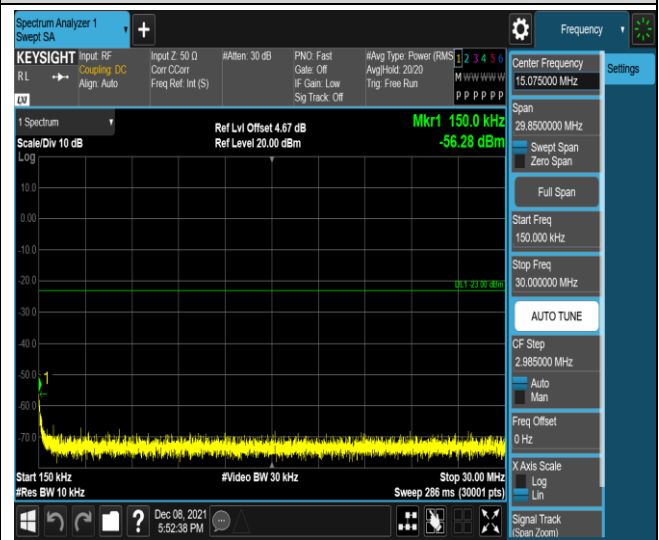 Spectrum Analyzer 1
Swept SA
+
Frequency
KEYSIGHT
RL
LXI
Input: RF
Coupling: DC
Align: Auto
Input Z: 50 Ω
Corr CCorr
Freq Ref: Int (S)
#Atten: 30 dB
PNO: Fast
Gate: Off
IF Gain: Low
Sig Track: Off
#Avg Type: Power (RMS
Avg|Hold: 20/20
Trig: Free Run
1 2 3 4 5 6
M W W W W W
P P P P P P
Center Frequency
15.075000 MHz
Settings
1 Spectrum
Scale/Div 10 dB
Log
Ref Lvl Offset 4.67 dB
Ref Level 20.00 dBm
Mkr1 150.0 kHz
-56.28 dBm
Span
29.8500000 MHz
Swept Span
Zero Span
Full Span
Start Freq
150.000 kHz
Stop Freq
30.000000 MHz
AUTO TUNE
CF Step
2.985000 MHz
Auto
Man
Freq Offset
0 Hz
X Axis Scale
Log
Lin
Signal Track
(Span Zoom)
10.0
0.00
-10.0
-20.0
DL1 -23.00 dBm
-30.0
-40.0
-50.0
1
-60.0
-70.0
Start 150 kHz
#Res BW 10 kHz
#Video BW 30 kHz
Stop 30.00 MHz
Sweep 286 ms (30001 pts)
?
Dec 08, 2021
5:52:38 PM